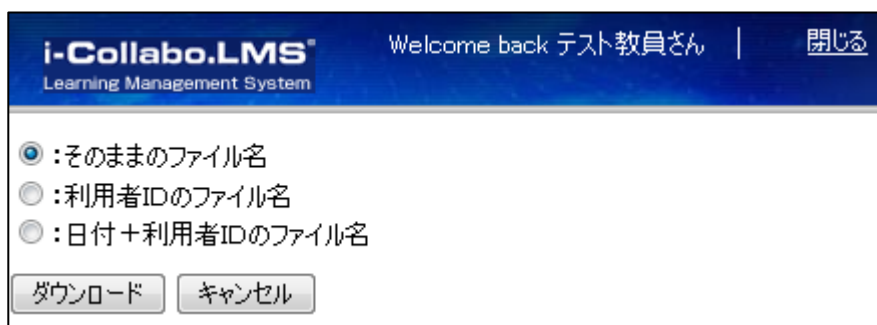 i-Collabo.LMS
Learning Management System
Welcome back テスト教員さん | 閉じる
:そのままのファイル名
:利用者IDのファイル名
:日付+利用者IDのファイル名
ダウンロード キャンセル